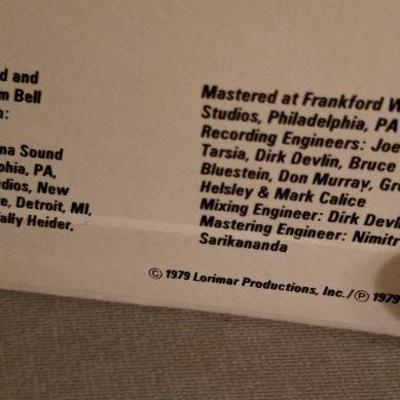 d and
m Bell
n:
na Sound
phia, PA,
dios, New
e, Detroit, MI,
ally Heider,
Mastered at Frankford W
Studios, Philadelphia, PA
Recording Engineers: Joe
Tarsia, Dirk Devlin, Bruce
Bluestein, Don Murray, Gre
Helsley & Mark Calice
Mixing Engineer: Dirk Devli
Mastering Engineer: Nimitr
Sarikananda
© 1979 Lorimar Productions, Inc./℗ 1979